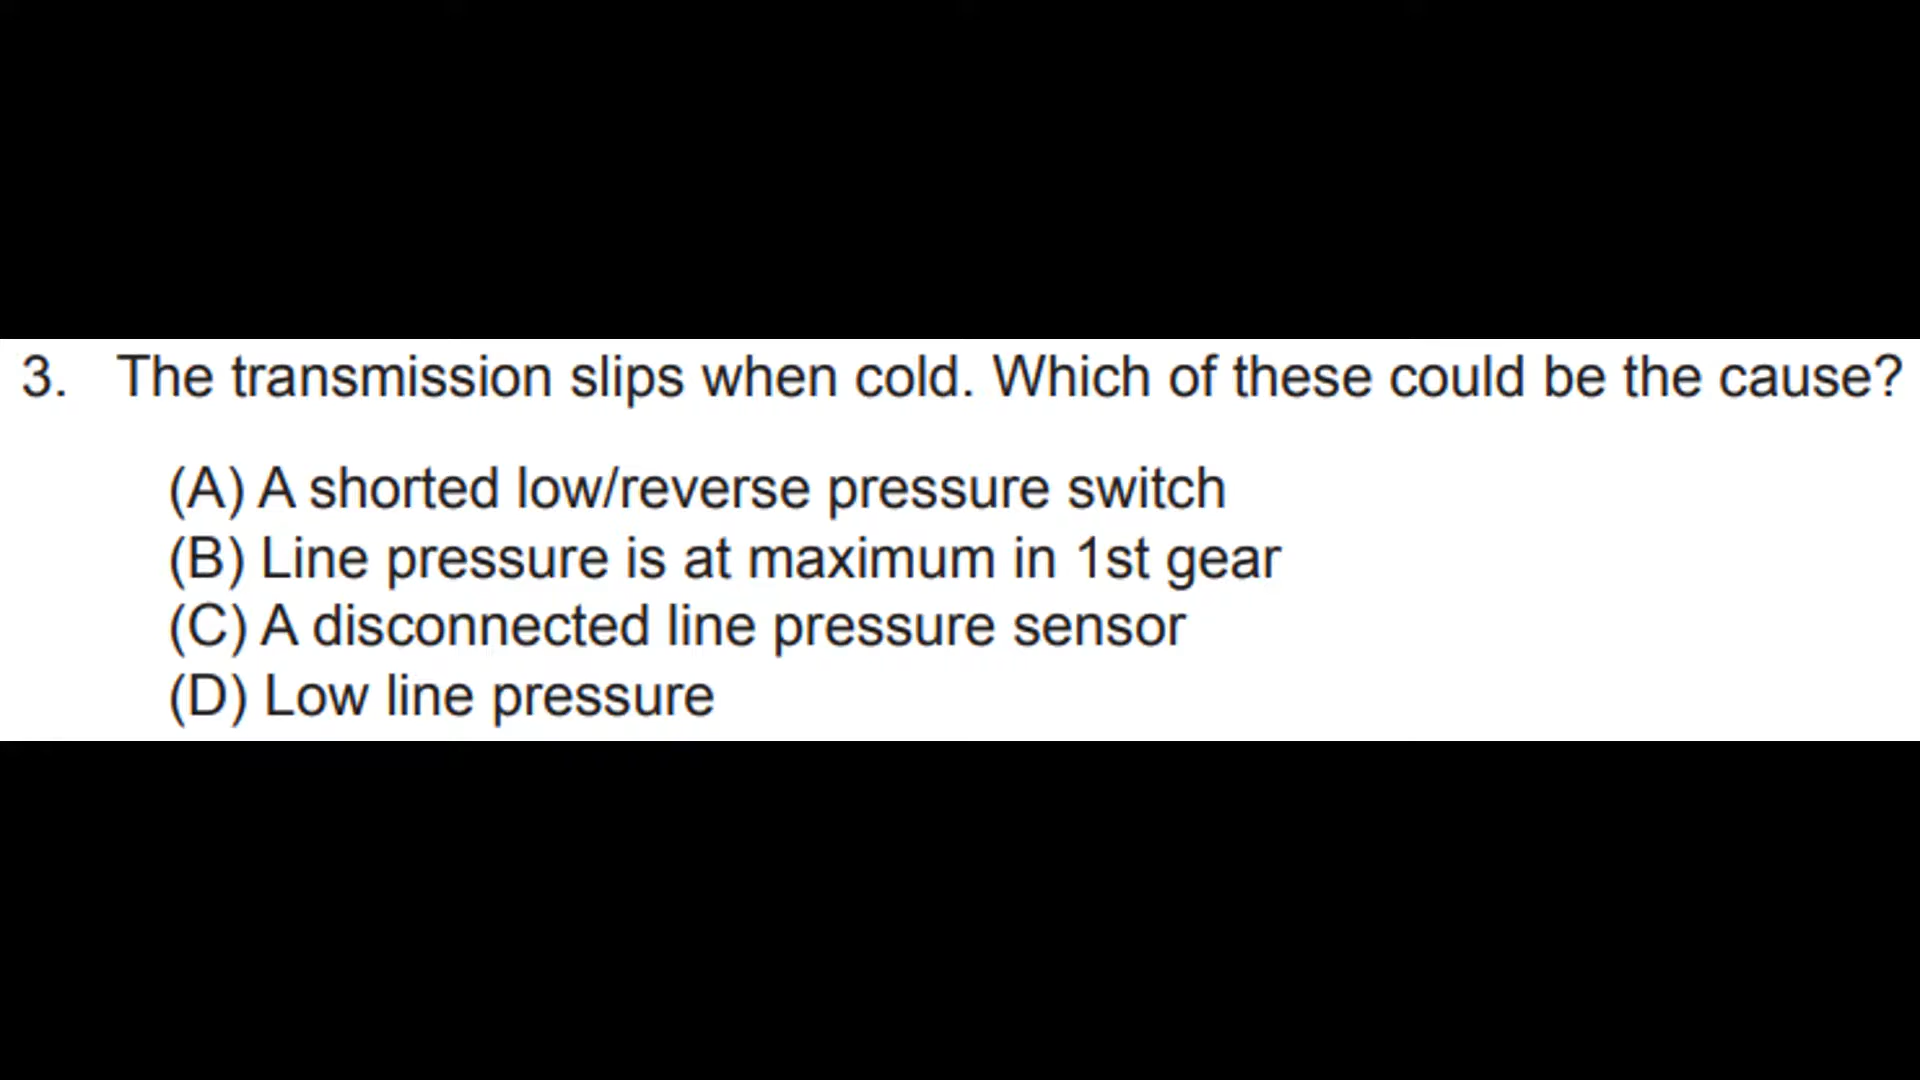 3. The transmission slips when cold. Which of these could be the cause?
(A) A shorted low/reverse pressure switch
(B) Line pressure is at maximum in 1st gear
(C) A disconnected line pressure sensor
(D) Low line pressure